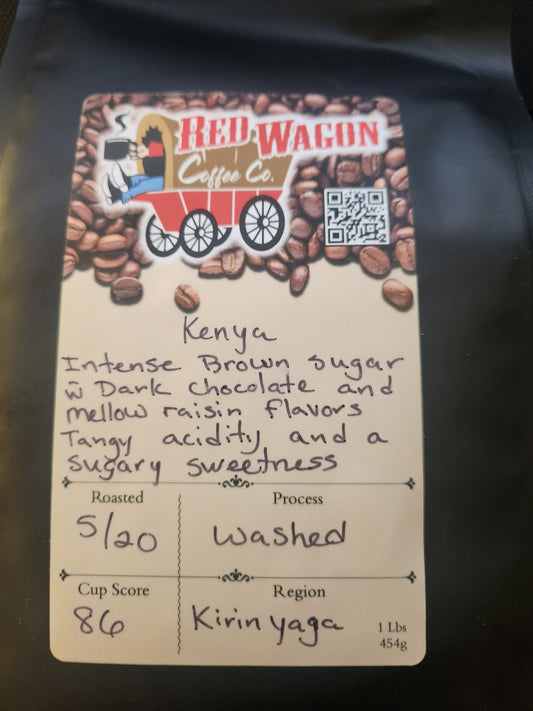 RED WAGON
Coffee Co.
Kenya
Intense Brown sugar
w̄ Dark chocolate and
mellow raisin flavors
Tangy acidity and a
sugary sweetness
Roasted
Process
5/20
washed
Cup Score
Region
86
Kirinyaga
1 Lbs
454g